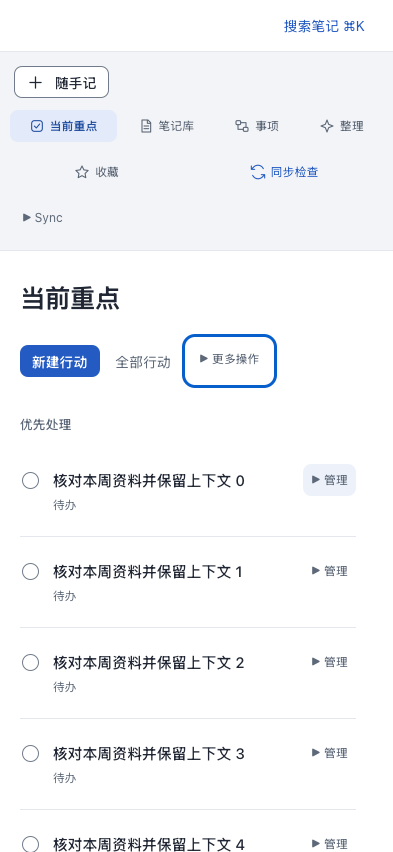 搜索笔记 ⌘K
随手记
当前重点 笔记库 事项 整理
收藏 同步检查
Sync
当前重点
新建行动 全部行动 更多操作
优先处理
核对本周资料并保留上下文 0 管理
待办
核对本周资料并保留上下文 1 管理
待办
核对本周资料并保留上下文 2 管理
待办
核对本周资料并保留上下文 3 管理
待办
核对本周资料并保留上下文 4 管理